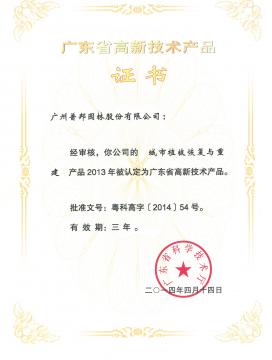 广东省高新技术产品
证书
广州普邦园林股份有限公司：
经审核，你公司的 城市植被恢复与重
建 产品2013年被认定为广东省高新技术产品。
批准文号：粤科高字〔2014〕54号。
有效期：三年。
广东省科学技术厅
二〇一四年四月十四日